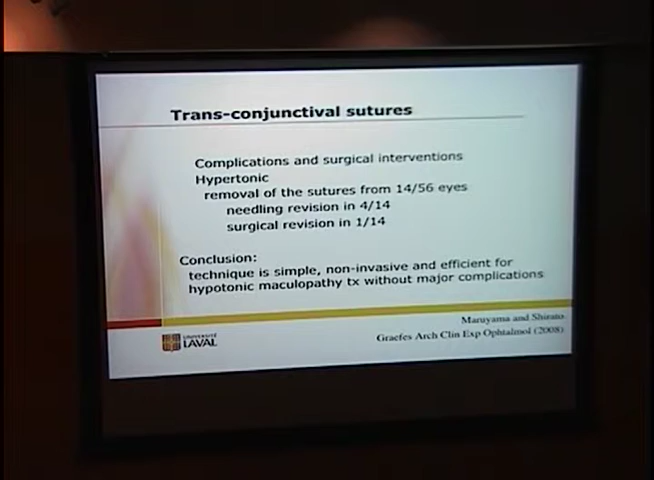 Trans-conjunctival sutures
Complications and surgical interventions
Hypertonic
removal of the sutures from 14/56 eyes
needling revision in 4/14
surgical revision in 1/14
Conclusion:
technique is simple, non-invasive and efficient for
hypotonic maculopathy tx without major complications
Maruyama and Shirato
Graefes Arch Clin Exp Ophtalmol (2008)
UNIVERSITÉ
LAVAL